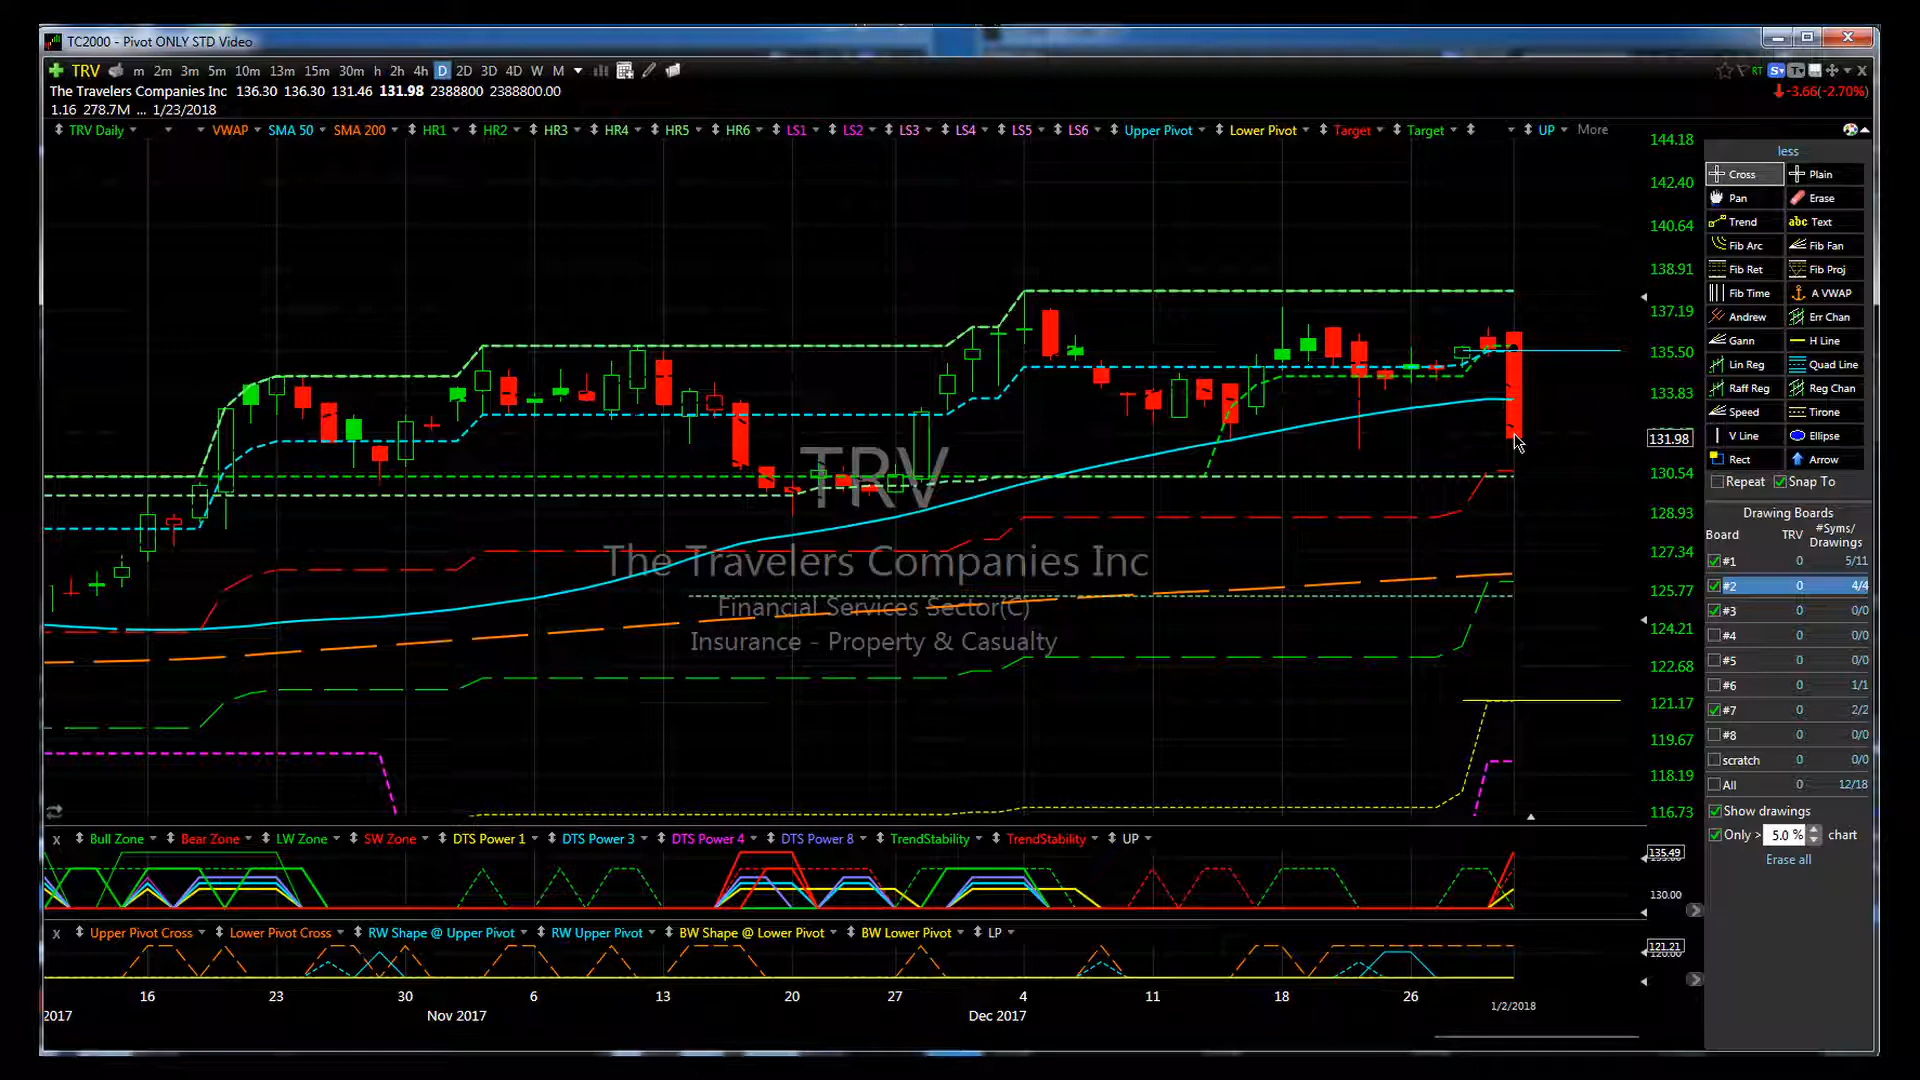 TC2000 - Pivot ONLY STD Video
TRV m 2m 3m 5m 10m 13m 15m 30m h 2h 4h D 2D 3D 4D W M
RT S T
The Travelers Companies Inc 136.30 136.30 131.46 131.98 2388800 2388800.00
-3.66(-2.70%)
1.16 278.7M ... 1/23/2018
TRV Daily VWAP SMA 50 SMA 200 HR1 HR2 HR3 HR4 HR5 HR6 LS1 LS2 LS3 LS4 LS5 LS6 Upper Pivot Lower Pivot Target Target UP More
144.18
142.40
140.64
138.91
137.19
135.50
133.83
131.98
130.54
128.93
127.34
125.77
124.21
122.68
121.17
119.67
118.19
116.73
TRV
The Travelers Companies Inc
Financial Services Sector(C)
Insurance - Property & Casualty
less
Cross Plain
Pan Erase
Trend abc Text
Fib Arc Fib Fan
Fib Ret Fib Proj
Fib Time A VWAP
Andrew Err Chan
Gann H Line
Lin Reg Quad Line
Raff Reg Reg Chan
Speed Tirone
V Line Ellipse
Rect Arrow
Repeat Snap To
Drawing Boards
Board TRV #Syms/
Drawings
#1 0 5/11
#2 0 4/4
#3 0 0/0
#4 0 0/0
#5 0 0/0
#6 0 1/1
#7 0 2/2
#8 0 0/0
scratch 0 0/0
All 0 12/18
Show drawings
Only > 5.0 % chart
Erase all
x Bull Zone Bear Zone LW Zone SW Zone DTS Power 1 DTS Power 3 DTS Power 4 DTS Power 8 TrendStability TrendStability UP
135.49
130.00
x Upper Pivot Cross Lower Pivot Cross RW Shape @ Upper Pivot RW Upper Pivot BW Shape @ Lower Pivot BW Lower Pivot LP
121.21
16 23 30 6 13 20 27 4 11 18 26 1/2/2018
2017 Nov 2017 Dec 2017